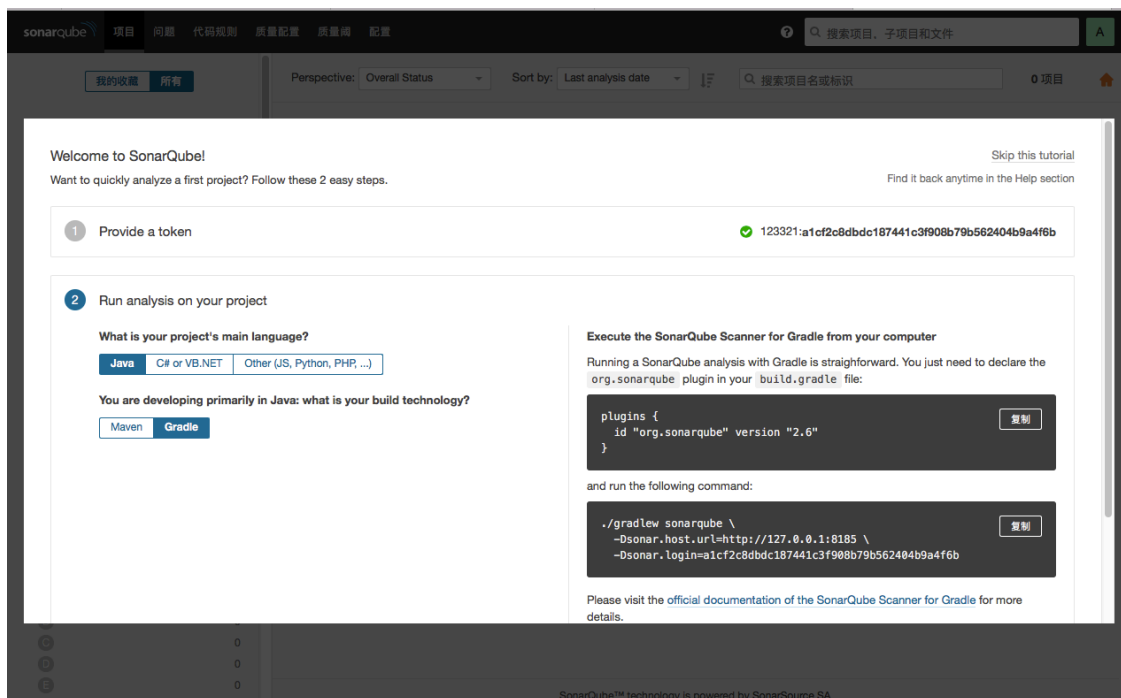 sonarqube 项目 问题 代码规则 质量配置 质量阈 配置 搜索项目、子项目和文件 A
我的收藏 所有 Perspective: Overall Status Sort by: Last analysis date 搜索项目名或标识 0 项目
Welcome to SonarQube! Skip this tutorial
Want to quickly analyze a first project? Follow these 2 easy steps. Find it back anytime in the Help section
1 Provide a token 123321:a1cf2c8dbdc187441c3f908b79b562404b9a4f6b
2 Run analysis on your project
What is your project's main language?
Java C# or VB.NET Other (JS, Python, PHP, ...)
You are developing primarily in Java: what is your build technology?
Maven Gradle
Execute the SonarQube Scanner for Gradle from your computer
Running a SonarQube analysis with Gradle is straighforward. You just need to declare the
org.sonarqube plugin in your build.gradle file:
plugins { 复制
id "org.sonarqube" version "2.6"
}
and run the following command:
./gradlew sonarqube \ 复制
-Dsonar.host.url=http://127.0.0.1:8185 \
-Dsonar.login=a1cf2c8dbdc187441c3f908b79b562404b9a4f6b
Please visit the official documentation of the SonarQube Scanner for Gradle for more
details.
C 0
D 0
E 0
SonarQube™ technology is powered by SonarSource SA